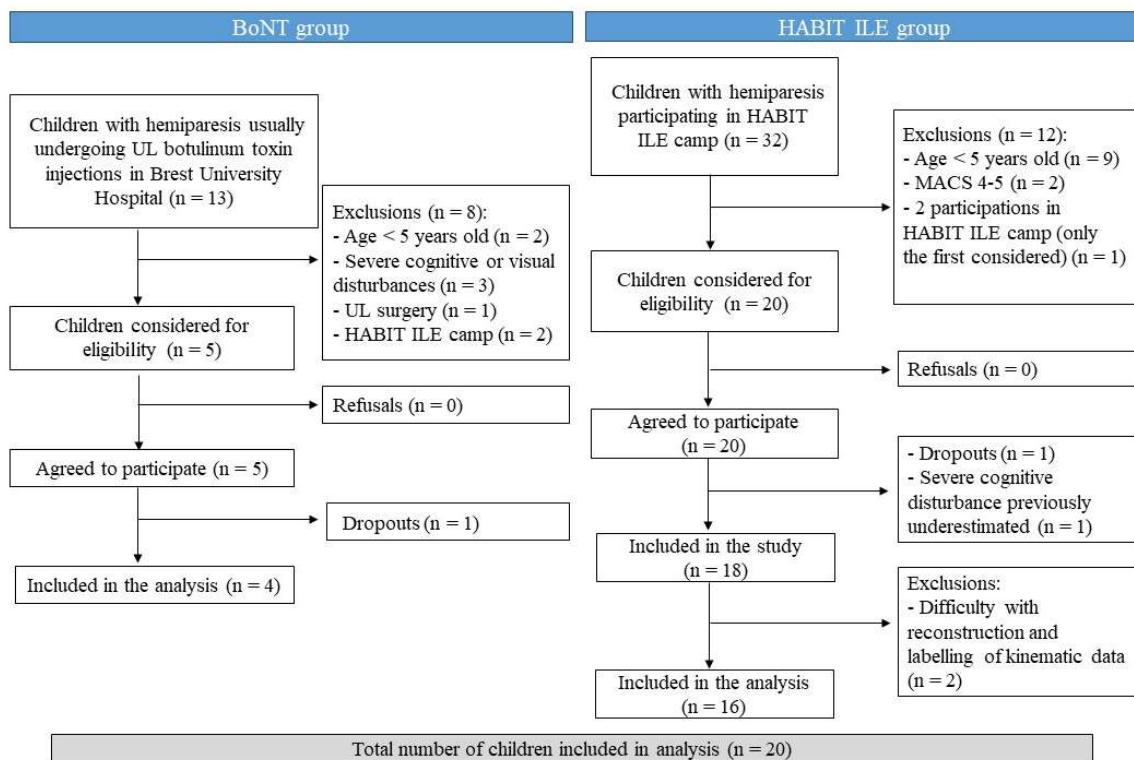 BoNT group
Children with hemiparesis usually
undergoing UL botulinum toxin
injections in Brest University
Hospital (n = 13)
Exclusions (n = 8):
- Age < 5 years old (n = 2)
- Severe cognitive or visual
disturbances (n = 3)
- UL surgery (n = 1)
- HABIT ILE camp (n = 2)
Children considered for
eligibility (n = 5)
Refusals (n = 0)
Agreed to participate (n = 5)
Dropouts (n = 1)
Included in the analysis (n = 4)
HABIT ILE group
Children with hemiparesis
participating in HABIT
ILE camp (n = 32)
Exclusions (n = 12):
- Age < 5 years old (n = 9)
- MACS 4-5 (n = 2)
- 2 participations in
HABIT ILE camp (only
the first considered) (n = 1)
Children considered for
eligibility (n = 20)
Refusals (n = 0)
Agreed to participate
(n = 20)
- Dropouts (n = 1)
- Severe cognitive
disturbance previously
underestimated (n = 1)
Included in the study
(n = 18)
Exclusions:
- Difficulty with
reconstruction and
labelling of kinematic data
(n = 2)
Included in the analysis
(n = 16)
Total number of children included in analysis (n = 20)